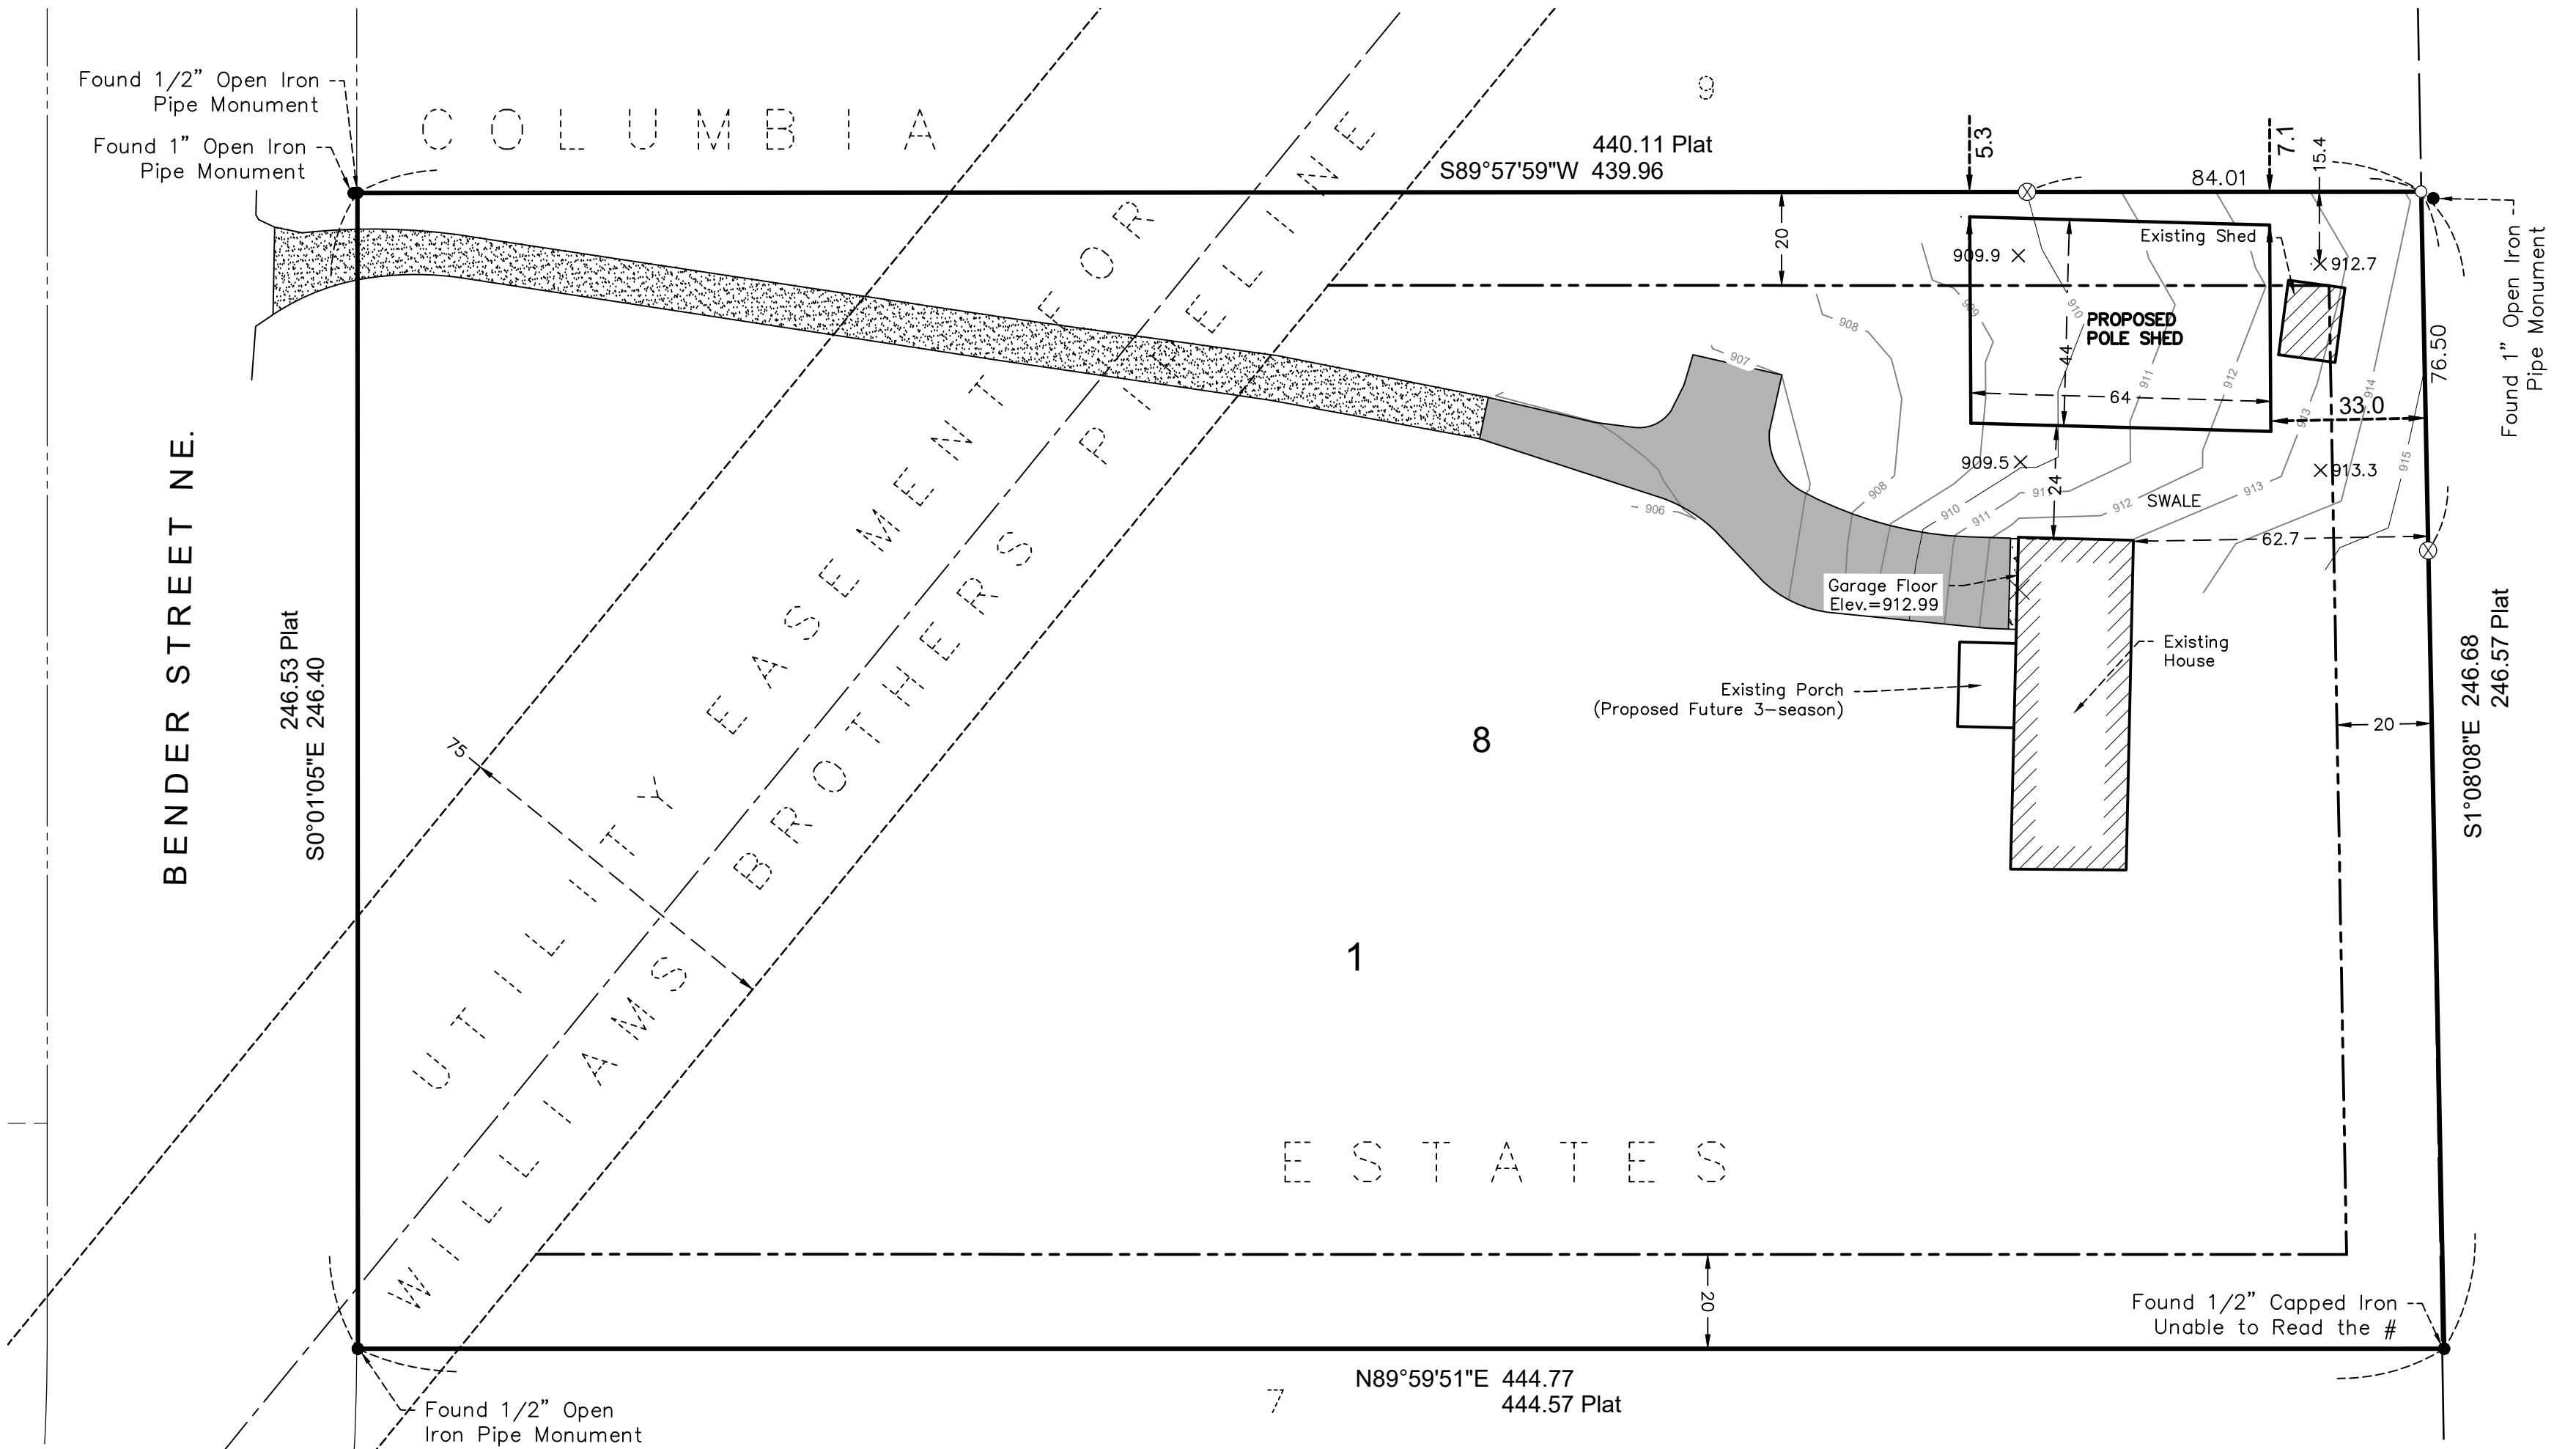 Found 1/2" Open Iron
Pipe Monument
Found 1" Open Iron
Pipe Monument
COLUMBIA
9
440.11 Plat
S89°57'59"W 439.96
5.3
7.1
15.4
84.01
20
Existing Shed
909.9
912.7
Found 1" Open Iron
Pipe Monument
909
910
908
PROPOSED
POLE SHED
44
64
911
912
913
914
76.50
33.0
907
909.5
913.3
24
908
910
911
911
912
913
915
SWALE
906
62.7
Garage Floor
Elev.=912.99
Existing
House
Existing Porch
(Proposed Future 3-season)
BENDER STREET NE.
246.53 Plat
S0°01'05"E 246.40
UTILITY EASEMENT FOR
WILLIAMS BROTHERS PIPELINE
75
8
1
20
S1°08'08"E 246.68
246.57 Plat
ESTATES
20
Found 1/2" Capped Iron
Unable to Read the #
N89°59'51"E 444.77
444.57 Plat
7
Found 1/2" Open
Iron Pipe Monument